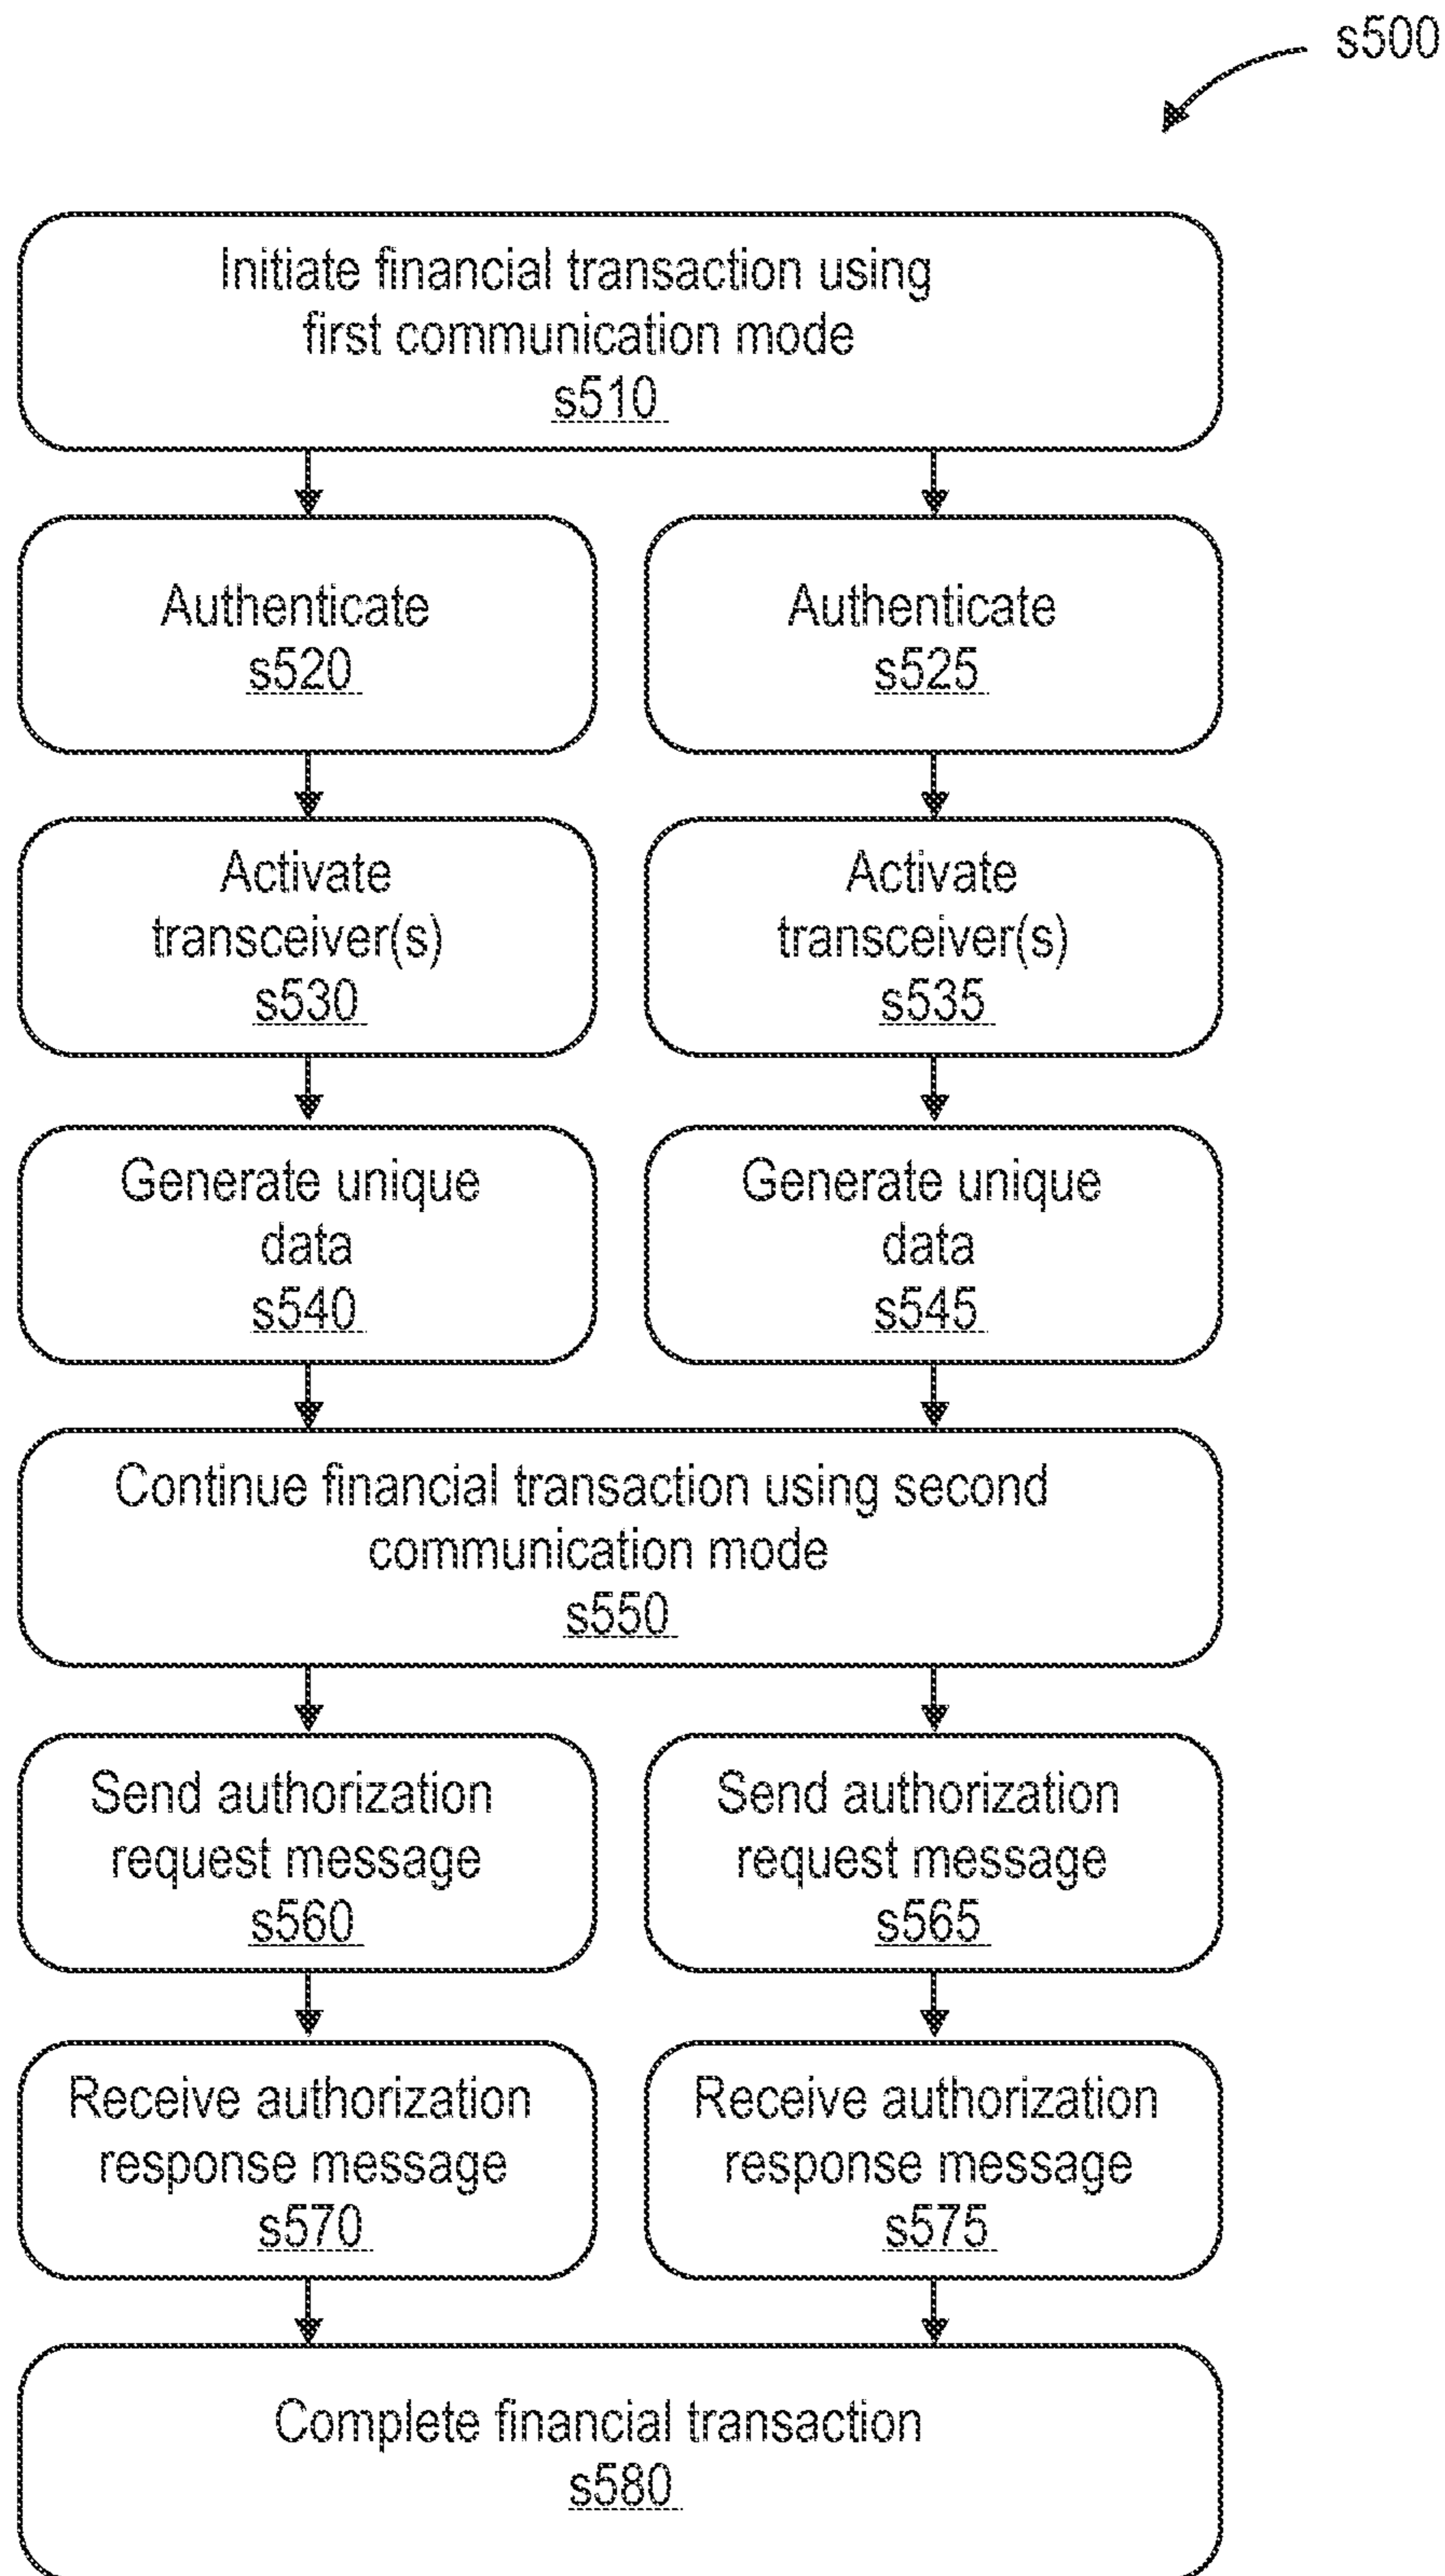 s500
Initiate financial transaction using
first communication mode
s510
Authenticate
s520
Authenticate
s525
Activate
transceiver(s)
s530
Activate
transceiver(s)
s535
Generate unique
data
s540
Generate unique
data
s545
Continue financial transaction using second
communication mode
s550
Send authorization
request message
s560
Send authorization
request message
s565
Receive authorization
response message
s570
Receive authorization
response message
s575
Complete financial transaction
s580